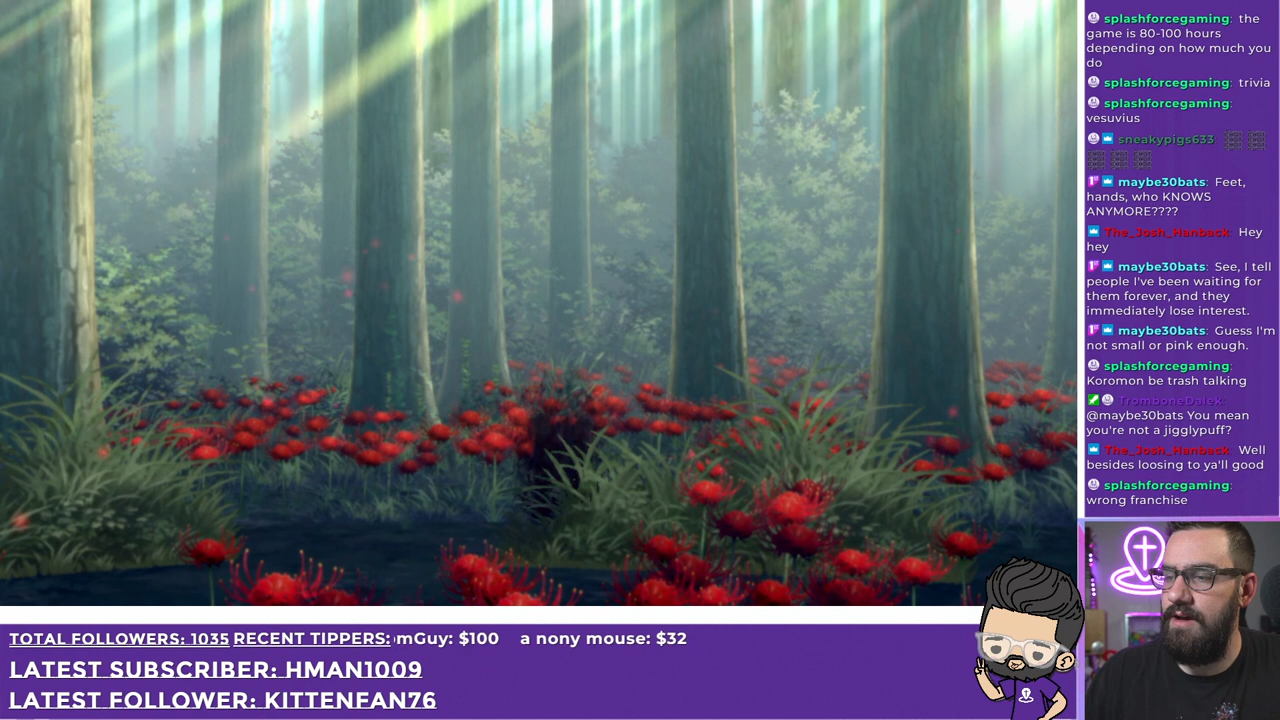 splashforcegaming: the
game is 80-100 hours
depending on how much you
do
splashforcegaming: trivia
splashforcegaming:
vesuvius
sneakypigs633
maybe30bats: Feet,
hands, who KNOWS
ANYMORE????
The_Josh_Hanback: Hey
hey
maybe30bats: See, I tell
people I've been waiting for
them forever, and they
immediately lose interest.
maybe30bats: Guess I'm
not small or pink enough.
splashforcegaming:
Koromon be trash talking
TromboneDalek:
@maybe30bats You mean
you're not a jigglypuff?
The_Josh_Hanback: Well
besides loosing to ya'll good
splashforcegaming:
wrong franchise
TOTAL FOLLOWERS: 1035 RECENT TIPPERS: mGuy: $100 a nony mouse: $32
LATEST SUBSCRIBER: HMAN1009
LATEST FOLLOWER: KITTENFAN76